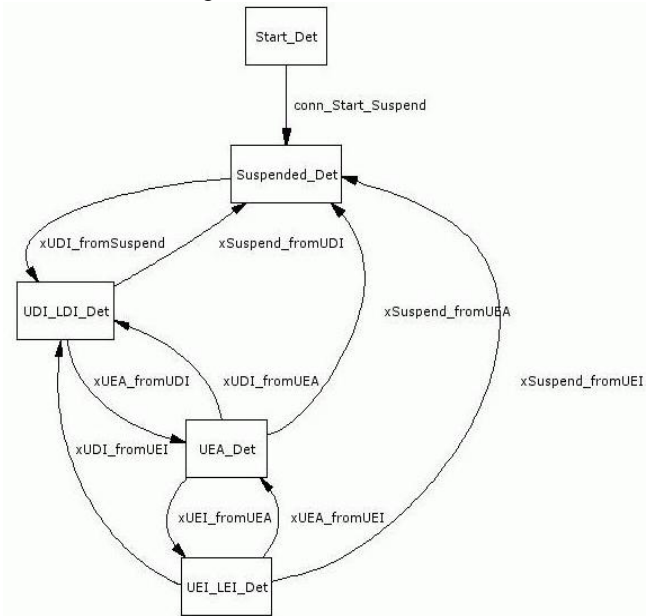 Start_Det
conn_Start_Suspend
Suspended_Det
xUDI_fromSuspend
xSuspend_fromUDI
UDI_LDI_Det
xSuspend_fromUEA
xUEA_fromUDI
xUDI_fromUEA
xSuspend_fromUEI
xUDI_fromUEI
UEA_Det
xUEI_fromUEA
xUEA_fromUEI
UEI_LEI_Det